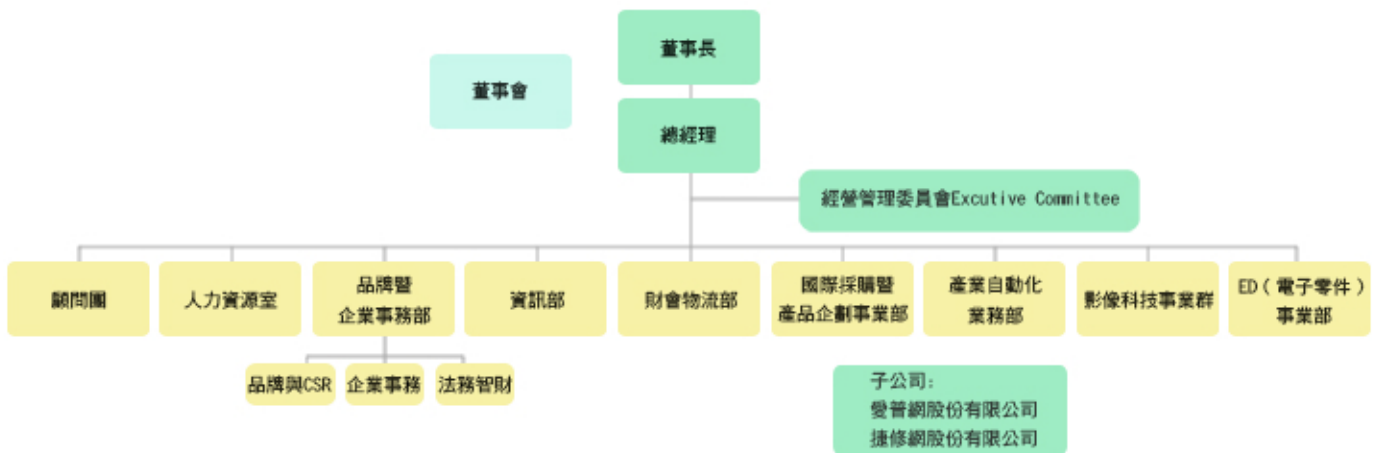 董事長
董事會
總經理
經營管理委員會Excutive Committee
顧問團
人力資源室
品牌暨
企業事務部
資訊部
財會物流部
國際採購暨
產品企劃事業部
產業自動化
業務部
影像科技事業群
ED(電子零件)
事業部
品牌與CSR
企業事務
法務智財
子公司:
愛普網股份有限公司
捷修網股份有限公司